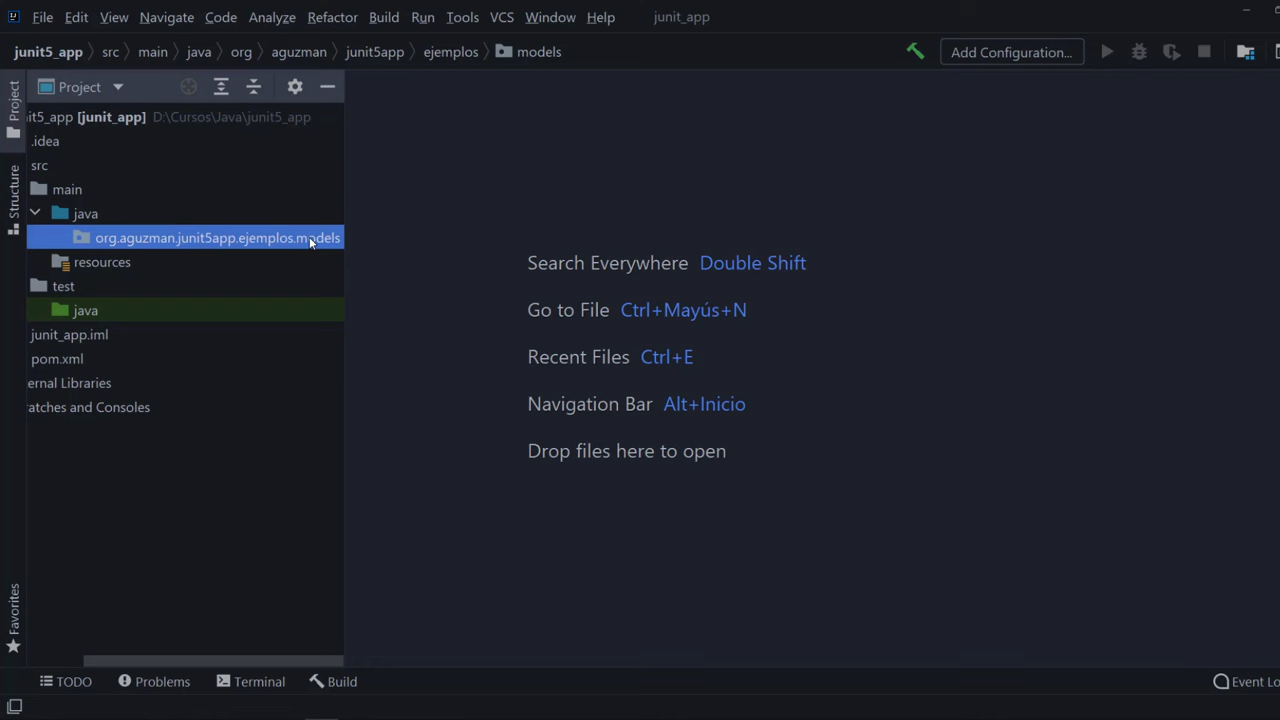 File Edit View Navigate Code Analyze Refactor Build Run Tools VCS Window Help junit_app
junit5_app src main java org aguzman junit5app ejemplos models Add Configuration...
Project
Project
it5_app [junit_app] D:\Cursos\Java\junit5_app
.idea
src
main
java
org.aguzman.junit5app.ejemplos.models
resources
test
java
junit_app.iml
pom.xml
ernal Libraries
ratches and Consoles
Structure
Favorites
Search Everywhere Double Shift
Go to File Ctrl+Mayús+N
Recent Files Ctrl+E
Navigation Bar Alt+Inicio
Drop files here to open
TODO Problems Terminal Build Event Lo